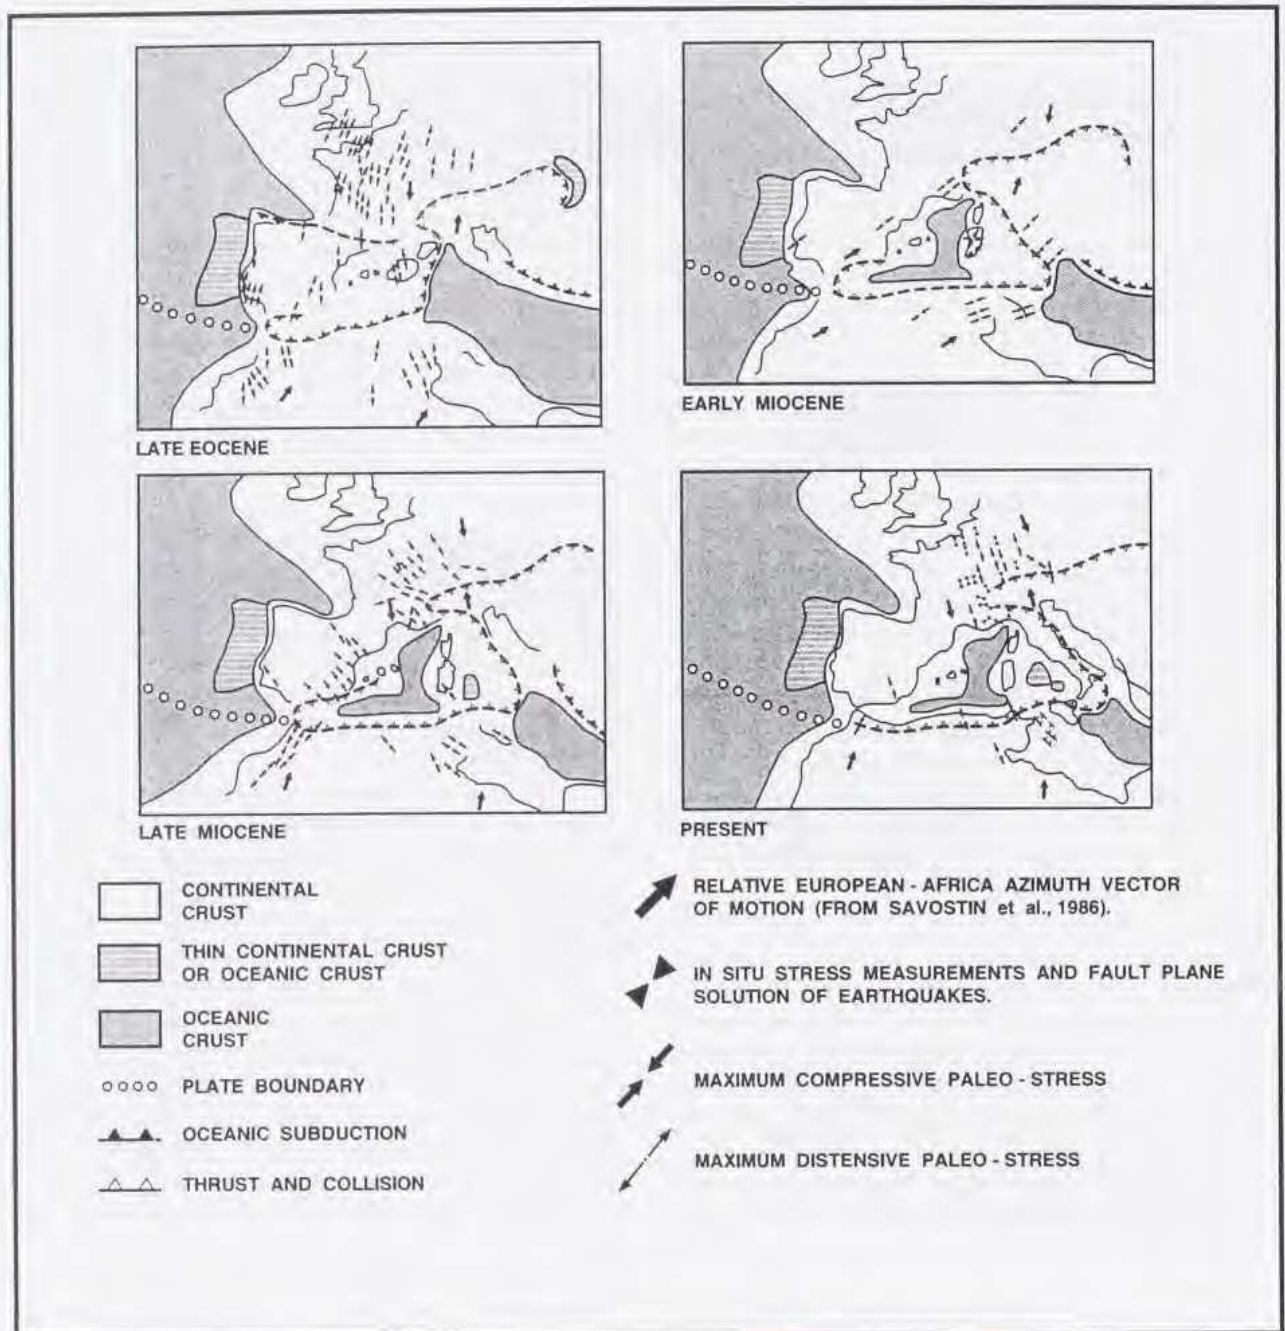 LATE EOCENE
EARLY MIOCENE
LATE MIOCENE
PRESENT
CONTINENTAL
CRUST
THIN CONTINENTAL CRUST
OR OCEANIC CRUST
OCEANIC
CRUST
PLATE BOUNDARY
OCEANIC SUBDUCTION
THRUST AND COLLISION
RELATIVE EUROPEAN - AFRICA AZIMUTH VECTOR
OF MOTION (FROM SAVOSTIN et al., 1986).
IN SITU STRESS MEASUREMENTS AND FAULT PLANE
SOLUTION OF EARTHQUAKES.
MAXIMUM COMPRESSIVE PALEO - STRESS
MAXIMUM DISTENSIVE PALEO - STRESS